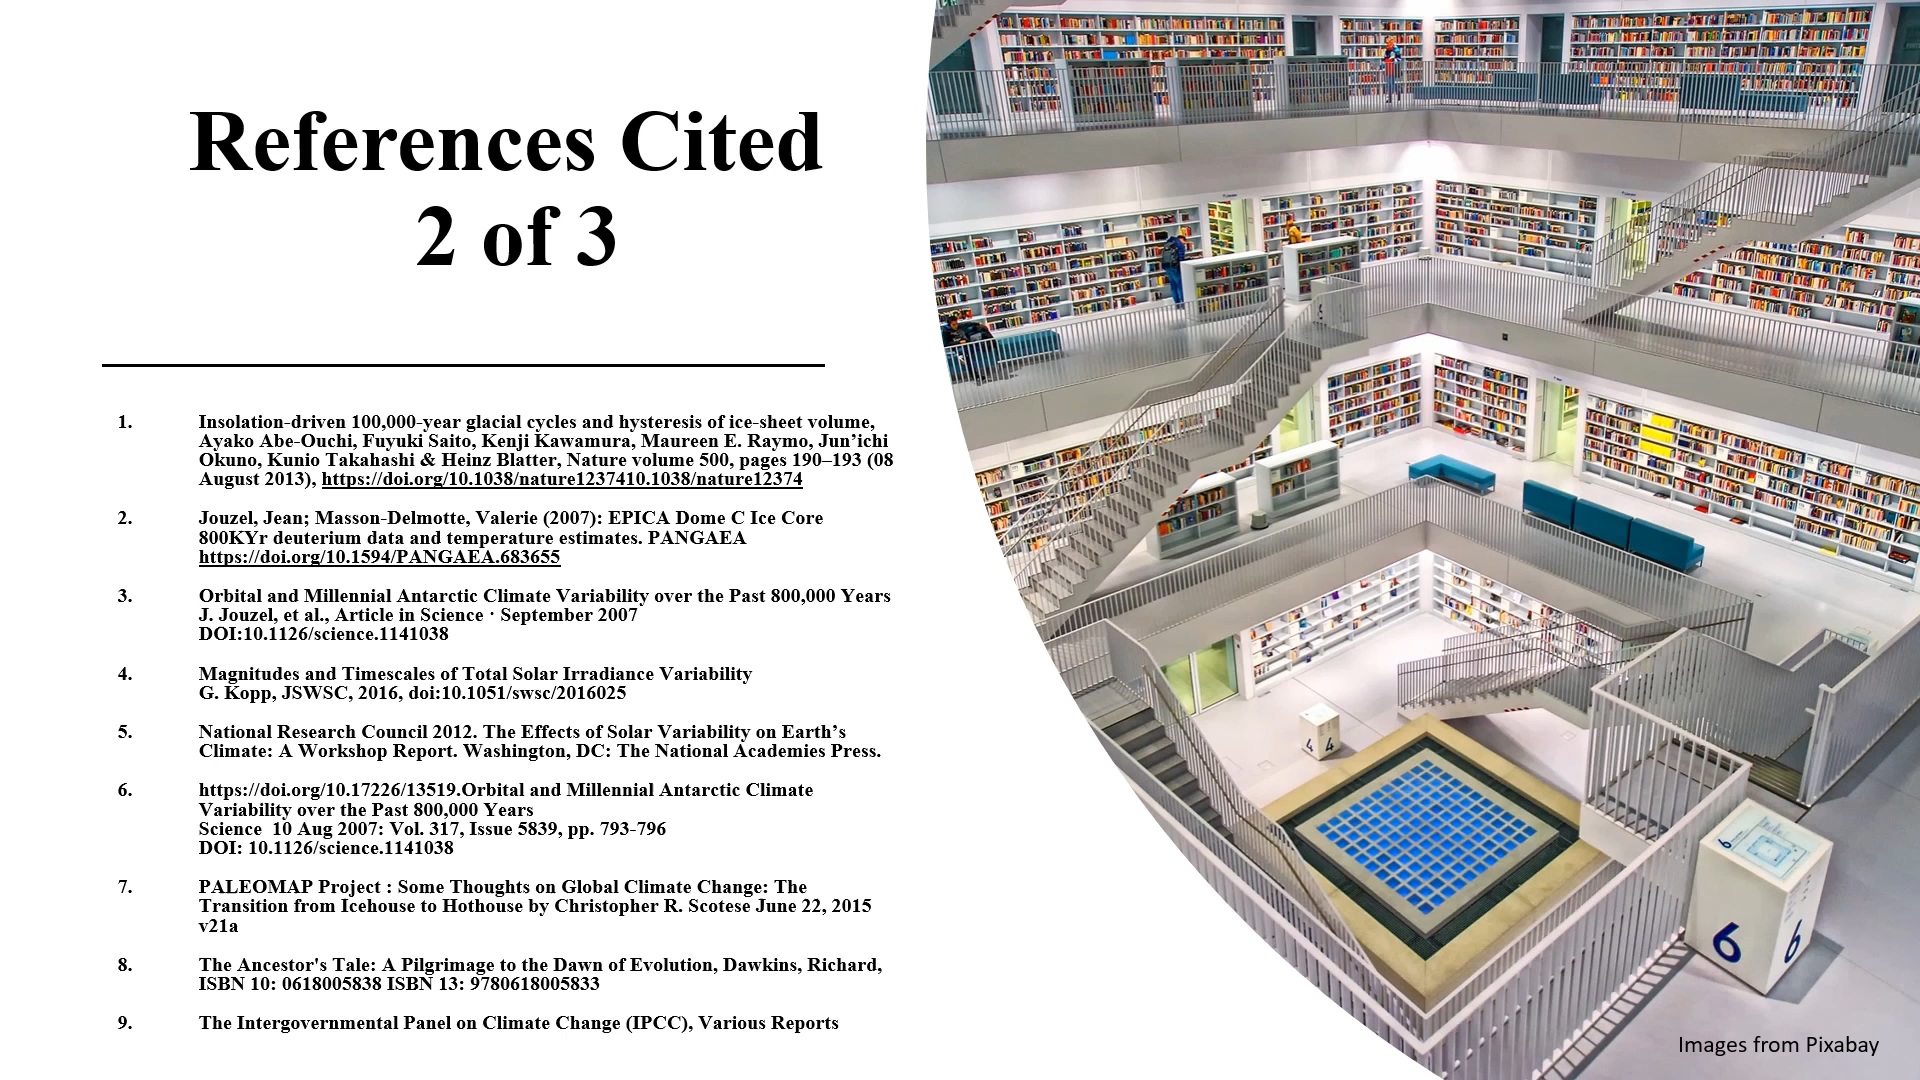 References Cited
2 of 3
1. Insolation-driven 100,000-year glacial cycles and hysteresis of ice-sheet volume,
Ayako Abe-Ouchi, Fuyuki Saito, Kenji Kawamura, Maureen E. Raymo, Jun’ichi
Okuno, Kunio Takahashi & Heinz Blatter, Nature volume 500, pages 190–193 (08
August 2013), https://doi.org/10.1038/nature1237410.1038/nature12374
2. Jouzel, Jean; Masson-Delmotte, Valerie (2007): EPICA Dome C Ice Core
800KYr deuterium data and temperature estimates. PANGAEA
https://doi.org/10.1594/PANGAEA.683655
3. Orbital and Millennial Antarctic Climate Variability over the Past 800,000 Years
J. Jouzel, et al., Article in Science · September 2007
DOI:10.1126/science.1141038
4. Magnitudes and Timescales of Total Solar Irradiance Variability
G. Kopp, JSWSC, 2016, doi:10.1051/swsc/2016025
5. National Research Council 2012. The Effects of Solar Variability on Earth’s
Climate: A Workshop Report. Washington, DC: The National Academies Press.
6. https://doi.org/10.17226/13519.Orbital and Millennial Antarctic Climate
Variability over the Past 800,000 Years
Science  10 Aug 2007: Vol. 317, Issue 5839, pp. 793-796
DOI: 10.1126/science.1141038
7. PALEOMAP Project : Some Thoughts on Global Climate Change: The
Transition from Icehouse to Hothouse by Christopher R. Scotese June 22, 2015
v21a
8. The Ancestor's Tale: A Pilgrimage to the Dawn of Evolution, Dawkins, Richard,
ISBN 10: 0618005838 ISBN 13: 9780618005833
9. The Intergovernmental Panel on Climate Change (IPCC), Various Reports
4 4
6
6 6
Images from Pixabay